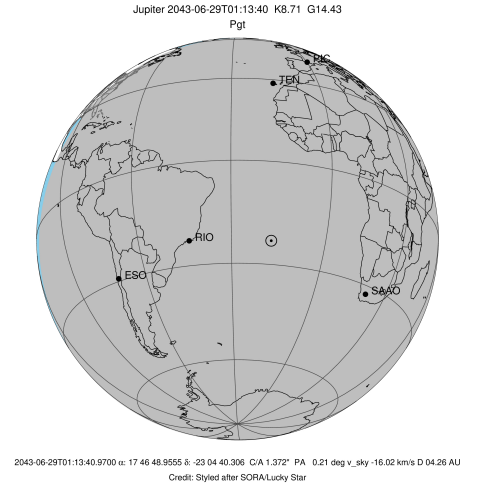 Jupiter 2043-06-29T01:13:40 K8.71 G14.43
Pgt
PIC
TEN
RIO
ESO
SAAO
2043-06-29T01:13:40.9700 α: 17 46 48.9555 δ: -23 04 40.306 C/A 1.372" PA 0.21 deg v_sky -16.02 km/s D 04.26 AU
Credit: Styled after SORA/Lucky Star